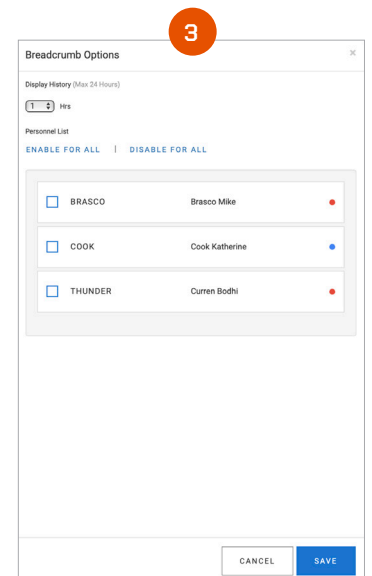 3
Breadcrumb Options ×
Display History (Max 24 Hours)
1 Hrs
Personnel List
ENABLE FOR ALL | DISABLE FOR ALL
BRASCO Brasco Mike
COOK Cook Katherine
THUNDER Curren Bodhi
CANCEL SAVE